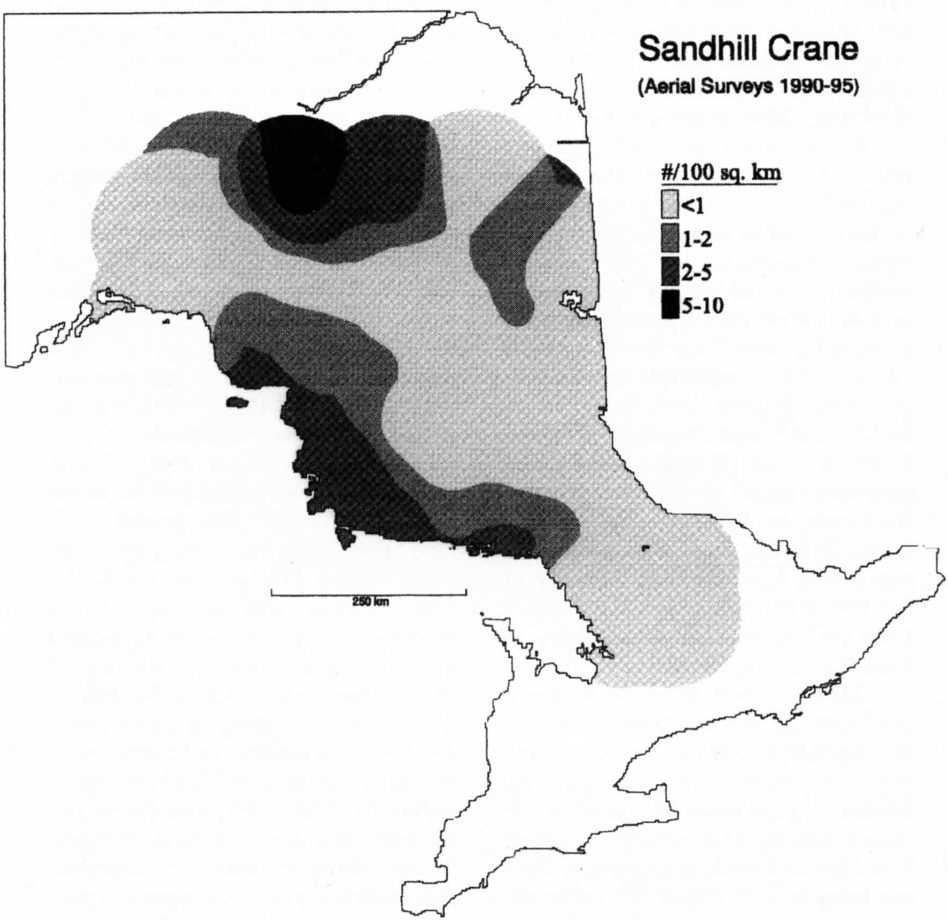 Sandhill Crane
(Aerial Surveys 1990-95)
#/100 sq. km
<1
1-2
2-5
5-10
250 km